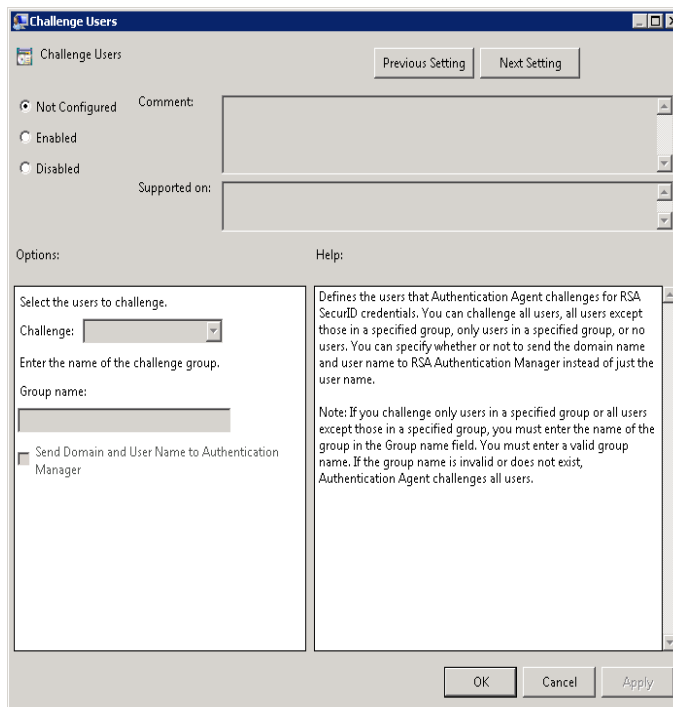 Challenge Users
Challenge Users
Previous Setting
Next Setting
Not Configured
Comment:
Enabled
Disabled
Supported on:
Options:
Help:
Select the users to challenge.
Challenge:
Enter the name of the challenge group.
Group name:
Send Domain and User Name to Authentication
Manager
Defines the users that Authentication Agent challenges for RSA
SecurID credentials. You can challenge all users, all users except
those in a specified group, only users in a specified group, or no
users. You can specify whether or not to send the domain name
and user name to RSA Authentication Manager instead of just the
user name.
Note: If you challenge only users in a specified group or all users
except those in a specified group, you must enter the name of the
group in the Group name field. You must enter a valid group
name. If the group name is invalid or does not exist,
Authentication Agent challenges all users.
OK
Cancel
Apply